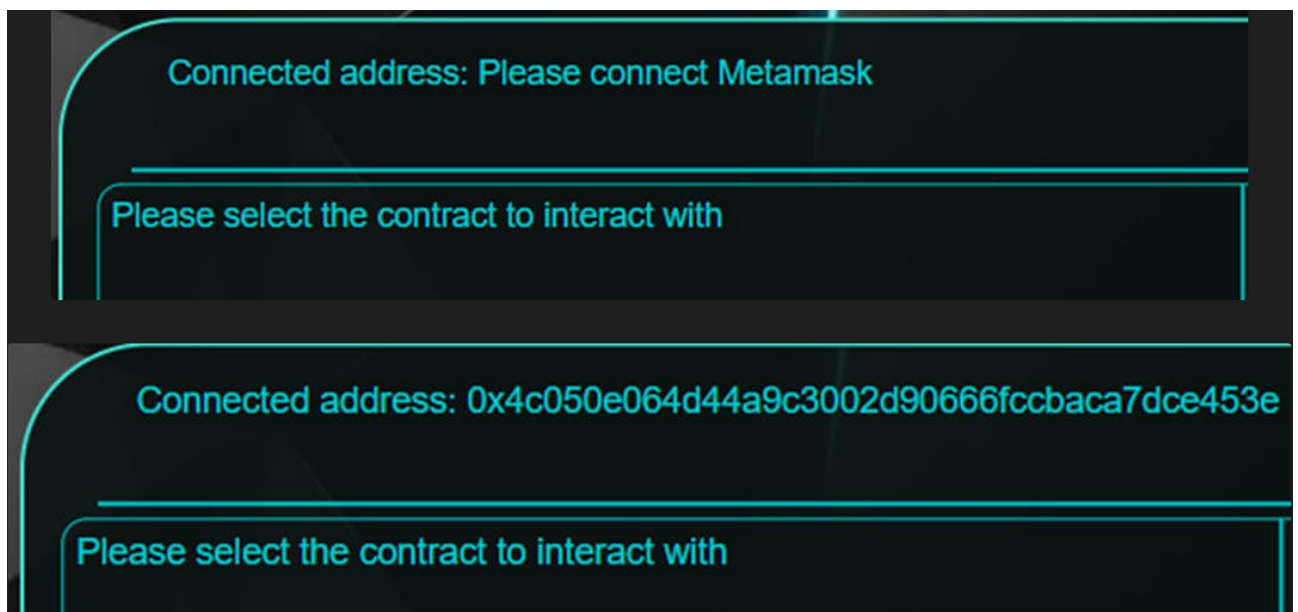 Connected address: Please connect Metamask
Please select the contract to interact with
Connected address: 0x4c050e064d44a9c3002d90666fccbaca7dce453e
Please select the contract to interact with